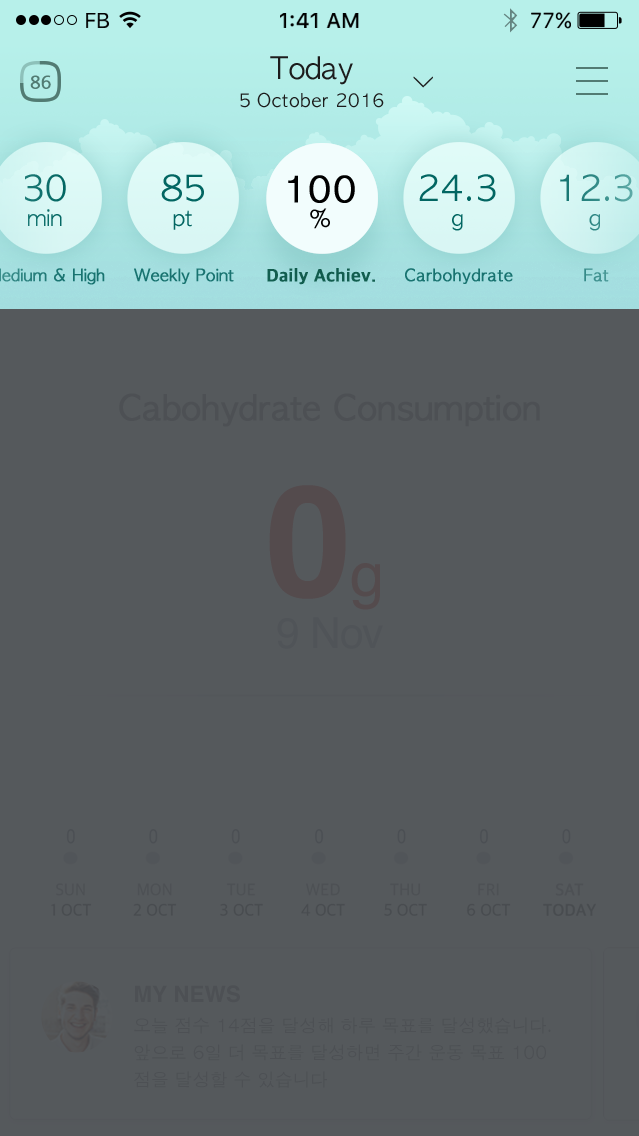 FB 1:41 AM 77%
86
Today
5 October 2016
30 85 100 24.3 12.3
min pt % g g
ledium & High Weekly Point Daily Achiev. Carbohydrate Fat
Cabohydrate Consumption
0g
9 Nov
0 0 0 0 0 0 0
SUN MON TUE WED THU FRI SAT
1 OCT 2 OCT 3 OCT 4 OCT 5 OCT 6 OCT TODAY
MY NEWS
오늘 점수 14점을 달성해 하루 목표를 달성했습니다.
앞으로 6일 더 목표를 달성하면 주간 운동 목표 100
점을 달성할 수 있습니다